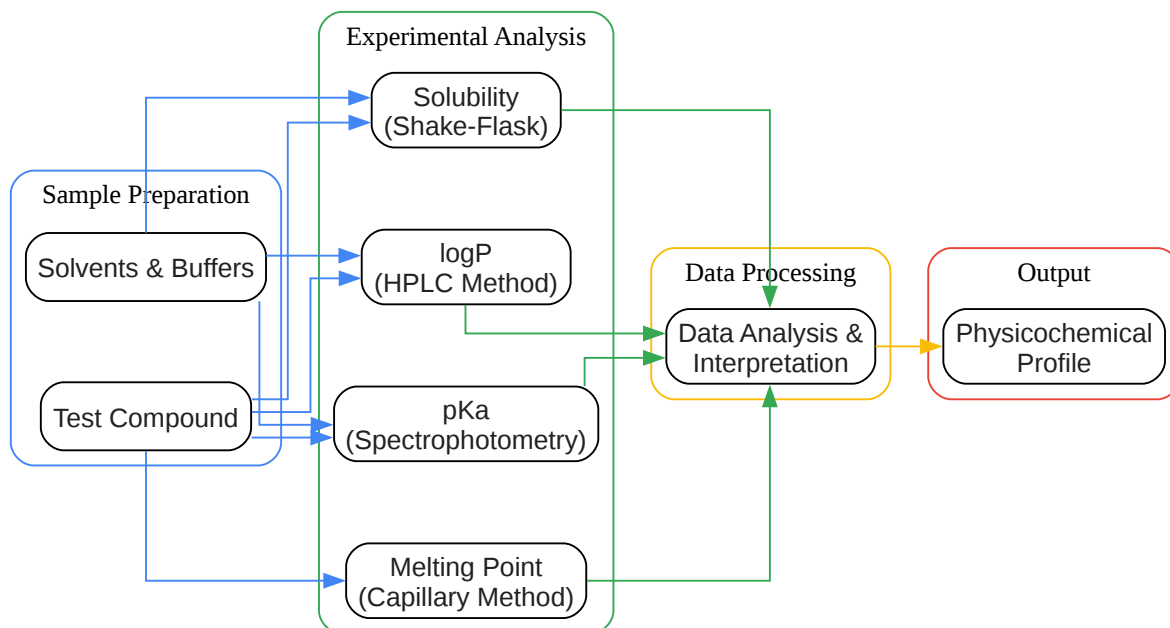 Experimental Analysis
Solubility
(Shake-Flask)
Sample Preparation
Solvents & Buffers
logP
(HPLC Method)
Data Processing
Output
Data Analysis &
Interpretation
Physicochemical
Profile
Test Compound
pKa
(Spectrophotometry)
Melting Point
(Capillary Method)